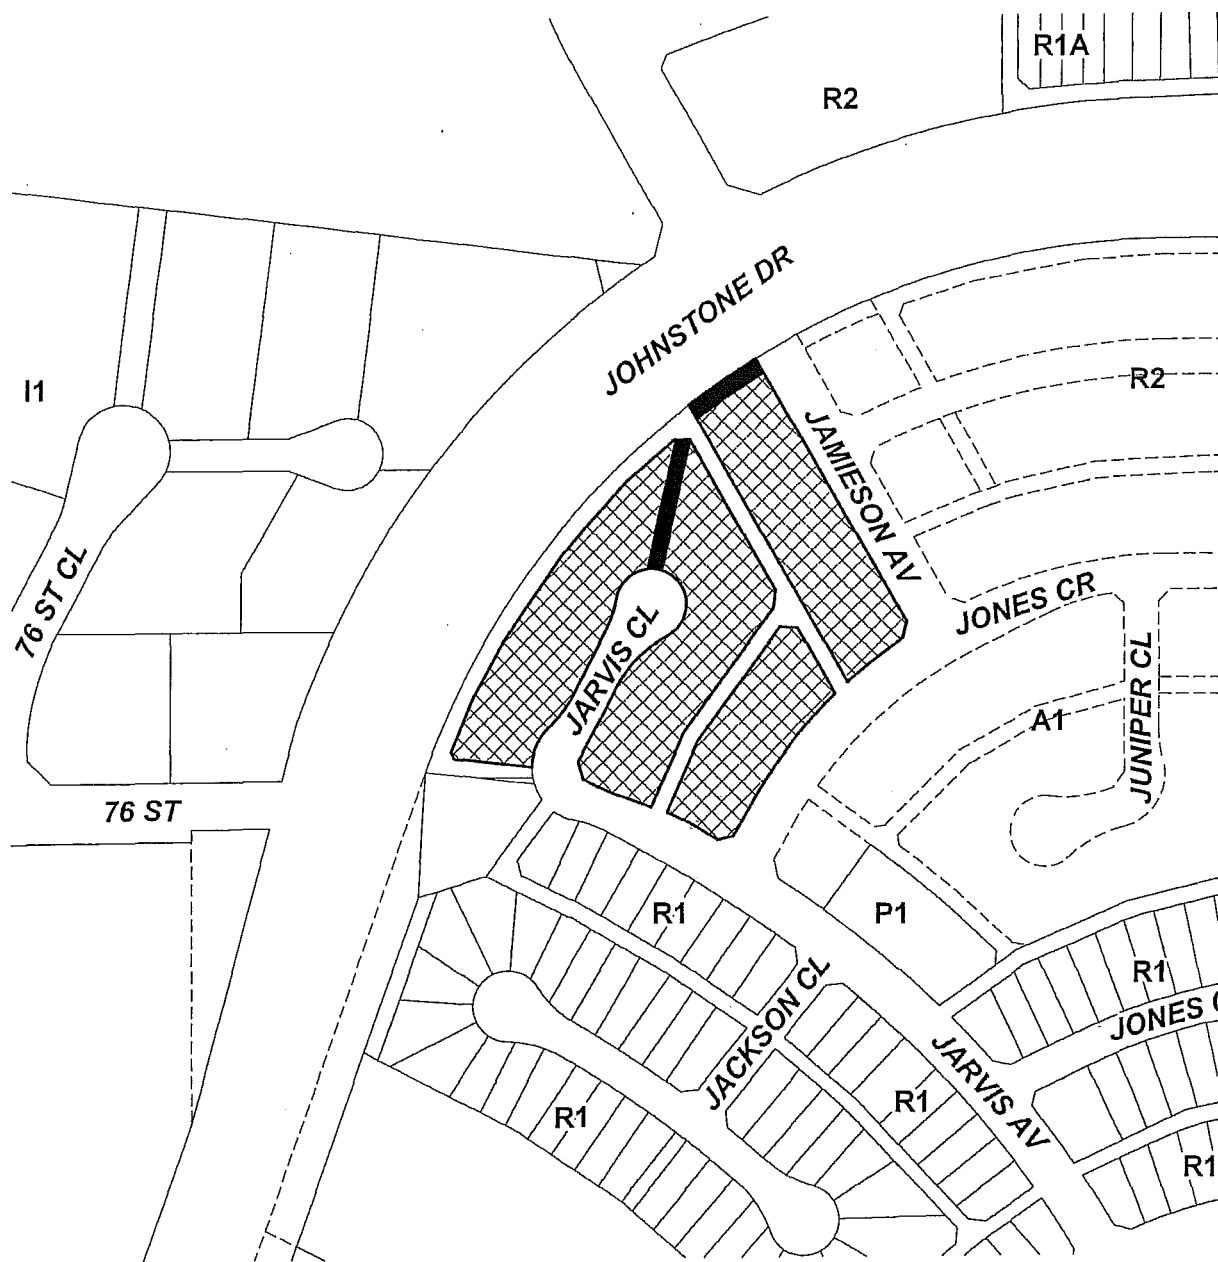 R1A
R2
JOHNSTONE DR
I1
R2
JAMIESON AV
76 ST CL
JONES CR
JARVIS CL
JUNIPER CL
A1
76 ST
R1
P1
R1
JACKSON CL
JONES C
JARVIS AV
R1
R1
R1